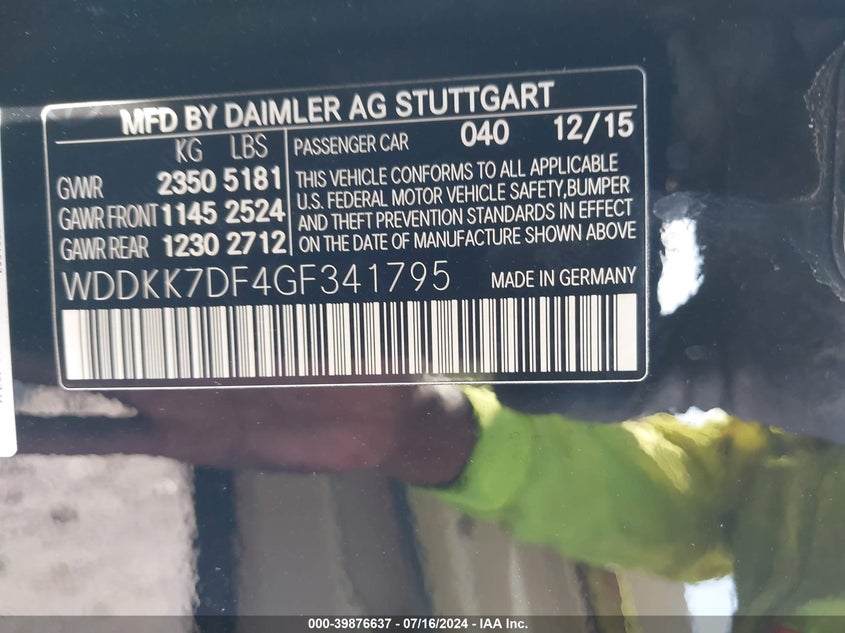 MFD BY DAIMLER AG STUTTGART
KG LBS
GVWR 2350 5181
GAWR FRONT 1145 2524
GAWR REAR 1230 2712
PASSENGER CAR 040 12/15
THIS VEHICLE CONFORMS TO ALL APPLICABLE
U.S. FEDERAL MOTOR VEHICLE SAFETY,BUMPER
AND THEFT PREVENTION STANDARDS IN EFFECT
ON THE DATE OF MANUFACTURE SHOWN ABOVE
WDDKK7DF4GF341795 MADE IN GERMANY
000-39876637 - 07/16/2024 - IAA Inc.